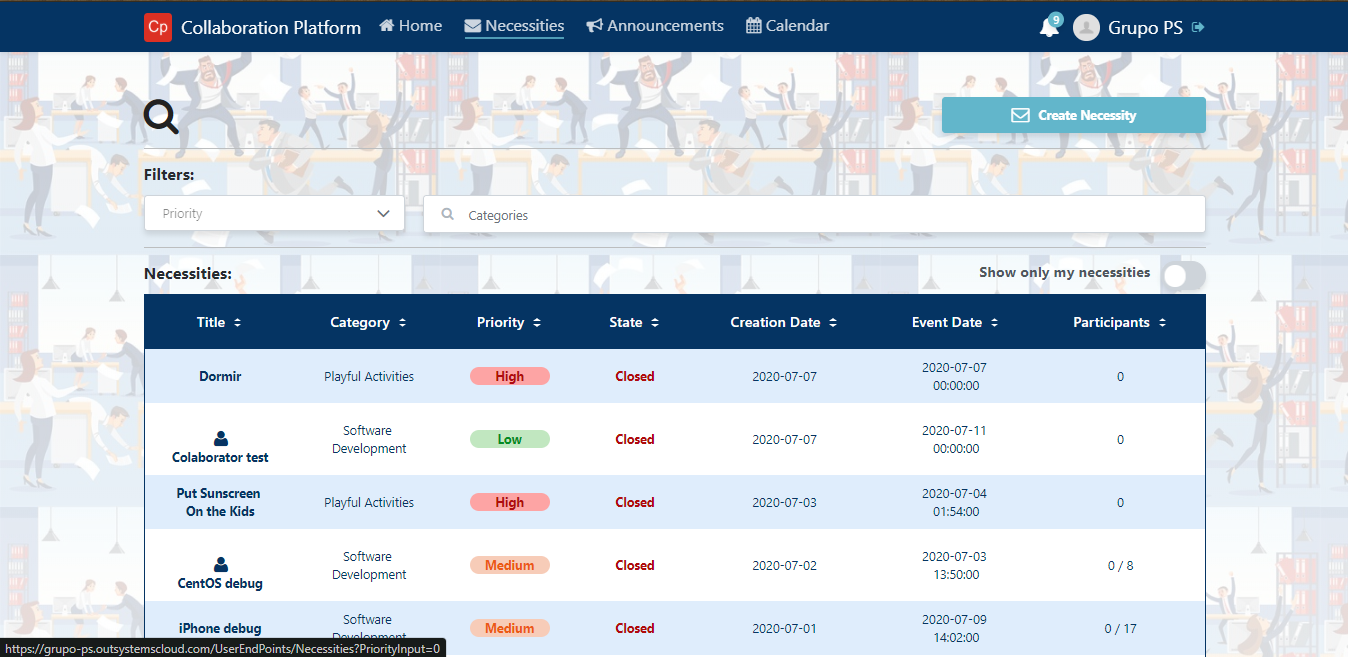 Cp Collaboration Platform Home Necessities Announcements Calendar 9 Grupo PS
Create Necessity
Filters:
Priority Categories
Necessities: Show only my necessities
Title Category Priority State Creation Date Event Date Participants
Dormir Playful Activities High Closed 2020-07-07 2020-07-07 00:00:00 0
Colaborator test Software Development Low Closed 2020-07-07 2020-07-11 00:00:00 0
Put Sunscreen On the Kids Playful Activities High Closed 2020-07-03 2020-07-04 01:54:00 0
CentOS debug Software Development Medium Closed 2020-07-02 2020-07-03 13:50:00 0 / 8
iPhone debug Software Development Medium Closed 2020-07-01 2020-07-09 14:02:00 0 / 17
https://grupo-ps.outsystemscloud.com/UserEndPoints/Necessities?PriorityInput=0